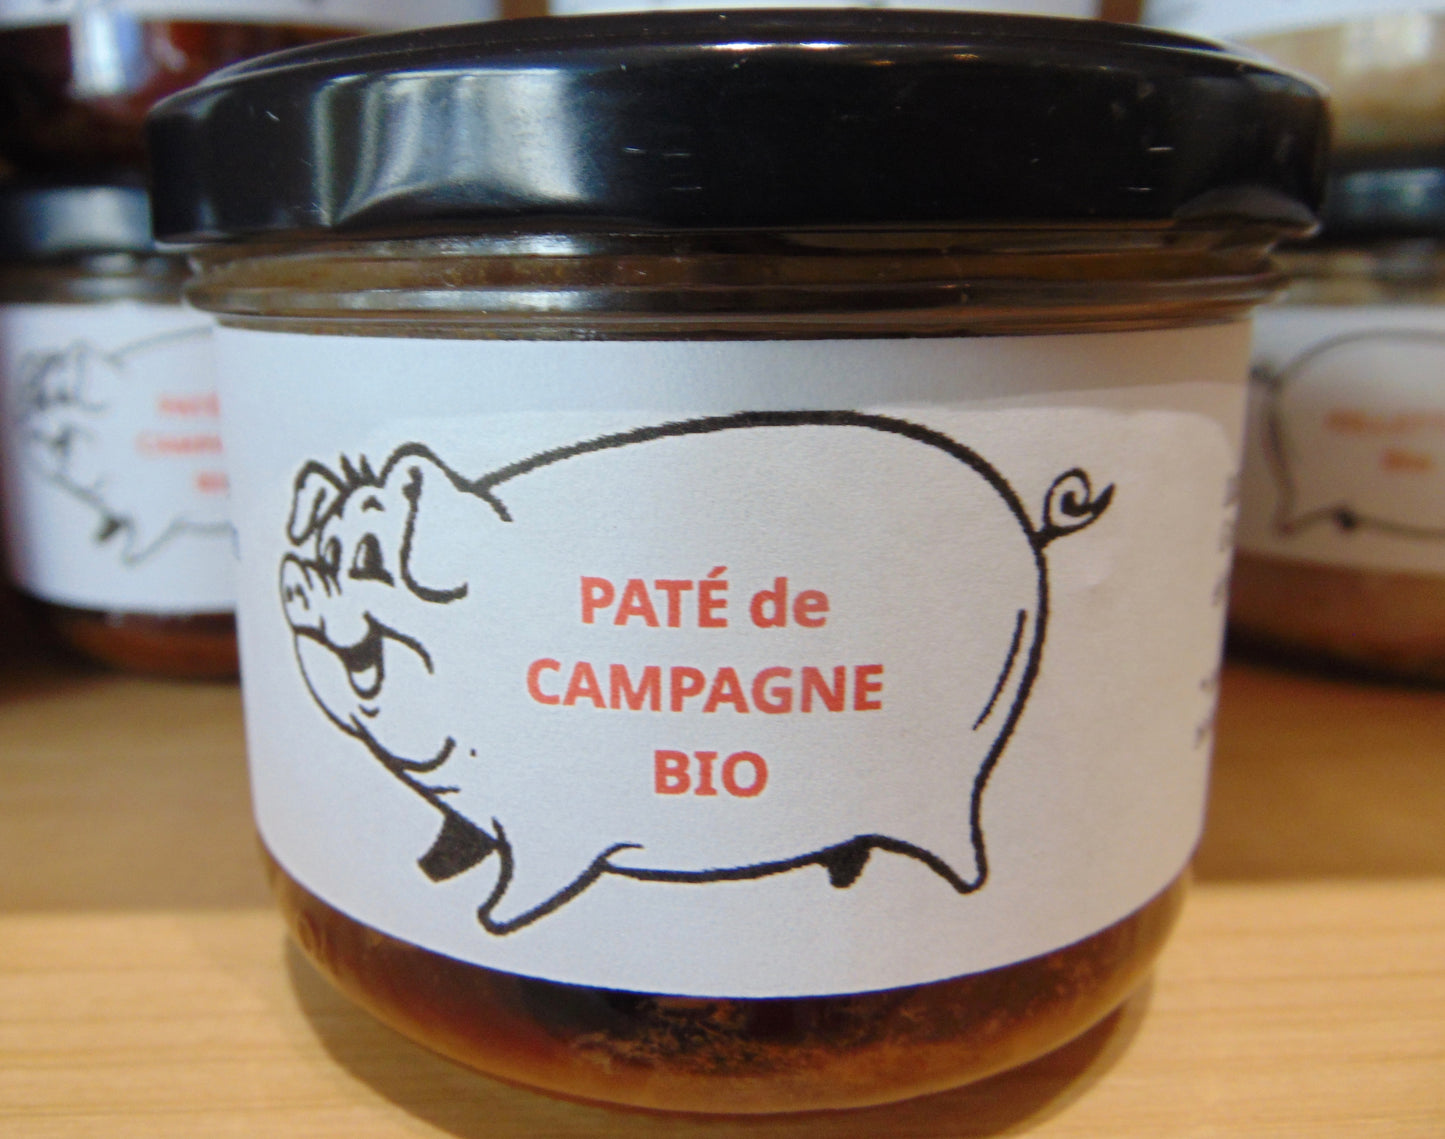 PATÉ de
CAMPAGNE
BIO